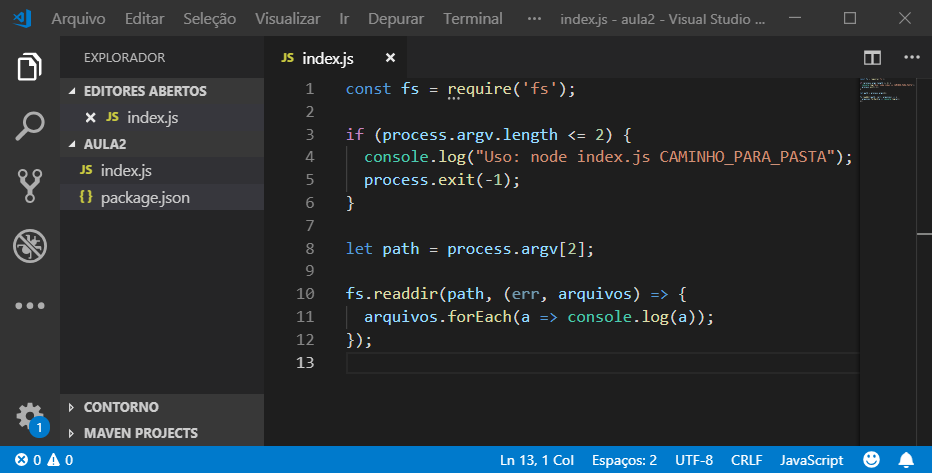 Arquivo Editar Seleção Visualizar Ir Depurar Terminal ··· index.js - aula2 - Visual Studio ...
EXPLORADOR
EDITORES ABERTOS
JS index.js
AULA2
JS index.js
{} package.json
CONTORNO
MAVEN PROJECTS
1
JS index.js
1 const fs = require('fs');
2
3 if (process.argv.length <= 2) {
4 console.log("Uso: node index.js CAMINHO_PARA_PASTA");
5 process.exit(-1);
6 }
7
8 let path = process.argv[2];
9
10 fs.readdir(path, (err, arquivos) => {
11 arquivos.forEach(a => console.log(a));
12 });
13
0 0 Ln 13, 1 Col Espaços: 2 UTF-8 CRLF JavaScript